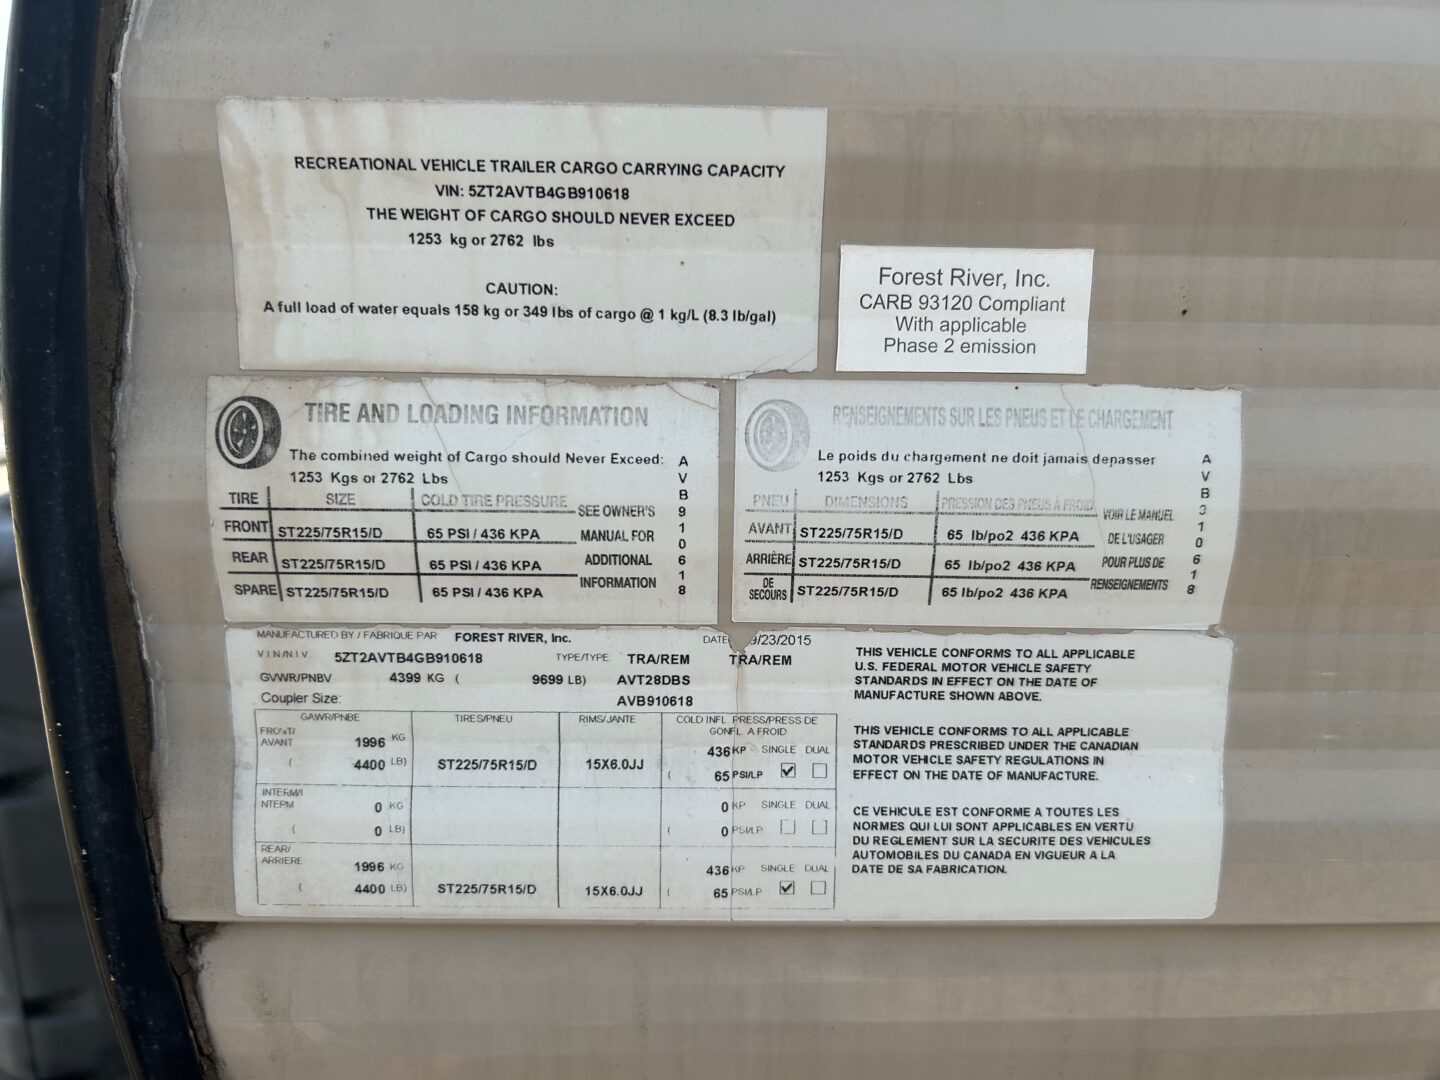 RECREATIONAL VEHICLE TRAILER CARGO CARRYING CAPACITY
VIN: 5ZT2AVTB4GB910618
THE WEIGHT OF CARGO SHOULD NEVER EXCEED
1253 kg or 2762 lbs
CAUTION:
A full load of water equals 158 kg or 349 lbs of cargo @ 1 kg/L (8.3 lb/gal)
Forest River, Inc.
CARB 93120 Compliant
With applicable
Phase 2 emission
TIRE AND LOADING INFORMATION
The combined weight of Cargo should Never Exceed:
1253 Kgs or 2762 Lbs
TIRE SIZE COLD TIRE PRESSURE
FRONT ST225/75R15/D 65 PSI / 436 KPA
REAR ST225/75R15/D 65 PSI / 436 KPA
SPARE ST225/75R15/D 65 PSI / 436 KPA
SEE OWNER'S
MANUAL FOR
ADDITIONAL
INFORMATION
AVB910618
RENSEIGNEMENTS SUR LES PNEUS ET LE CHARGEMENT
Le poids du chargement ne doit jamais depasser
1253 Kgs or 2762 Lbs
PNEU DIMENSIONS PRESSION DES PNEUS À FROID
AVANT ST225/75R15/D 65 lb/po2 436 KPA
ARRIÈRE ST225/75R15/D 65 lb/po2 436 KPA
DE SECOURS ST225/75R15/D 65 lb/po2 436 KPA
VOIR LE MANUEL
DE L'USAGER
POUR PLUS DE
RENSEIGNEMENTS
AVB910618
MANUFACTURED BY / FABRIQUE PAR FOREST RIVER, Inc. DATE 9/23/2015
V I N/N I V 5ZT2AVTB4GB910618 TYPE/TYPE TRA/REM TRA/REM
GVWR/PNBV 4399 KG ( 9699 LB) AVT28DBS
Coupler Size: AVB910618
GAWR/PNBE TIRES/PNEU RIMS/JANTE COLD INFL PRESS/PRESS DE
GONFL A FROID
FRONT/
AVANT 1996 KG 436 KP SINGLE DUAL
( 4400 LB) ST225/75R15/D 15X6.0JJ ( 65 PSI/LP
INTERM/
NTERM 0 KG 0 KP SINGLE DUAL
( 0 LB) ( 0 PSI/LP
REAR/
ARRIERE 1996 KG 436 KP SINGLE DUAL
( 4400 LB) ST225/75R15/D 15X6.0JJ ( 65 PSI/LP
THIS VEHICLE CONFORMS TO ALL APPLICABLE
U.S. FEDERAL MOTOR VEHICLE SAFETY
STANDARDS IN EFFECT ON THE DATE OF
MANUFACTURE SHOWN ABOVE.
THIS VEHICLE CONFORMS TO ALL APPLICABLE
STANDARDS PRESCRIBED UNDER THE CANADIAN
MOTOR VEHICLE SAFETY REGULATIONS IN
EFFECT ON THE DATE OF MANUFACTURE.
CE VEHICULE EST CONFORME A TOUTES LES
NORMES QUI LUI SONT APPLICABLES EN VERTU
DU REGLEMENT SUR LA SECURITE DES VEHICULES
AUTOMOBILES DU CANADA EN VIGUEUR A LA
DATE DE SA FABRICATION.